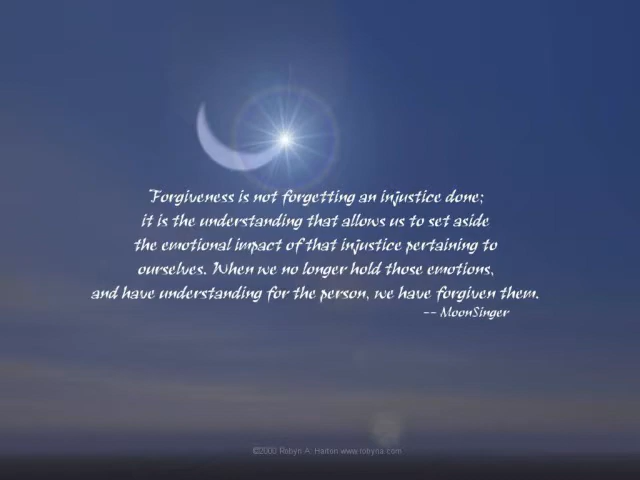 "Forgiveness is not forgetting an injustice done;
it is the understanding that allows us to set aside
the emotional impact of that injustice pertaining to
ourselves. When we no longer hold those emotions,
and have understanding for the person, we have forgiven them.
-- MoonSinger
©2000 Robyn A. Harton www.robyna.com